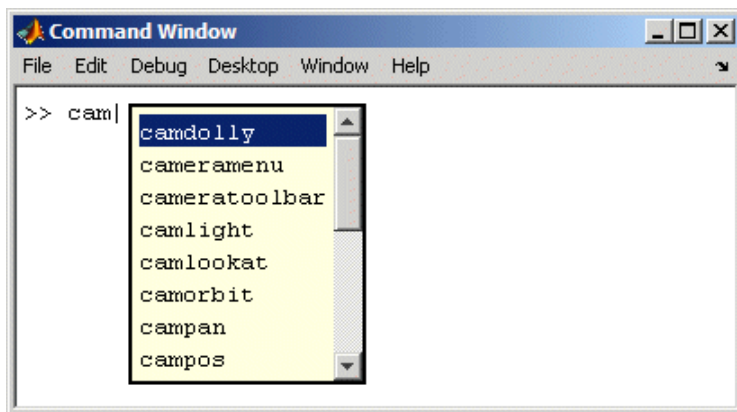 Command Window
File Edit Debug Desktop Window Help
>> cam
camdolly
cameramenu
cameratoolbar
camlight
camlookat
camorbit
campan
campos